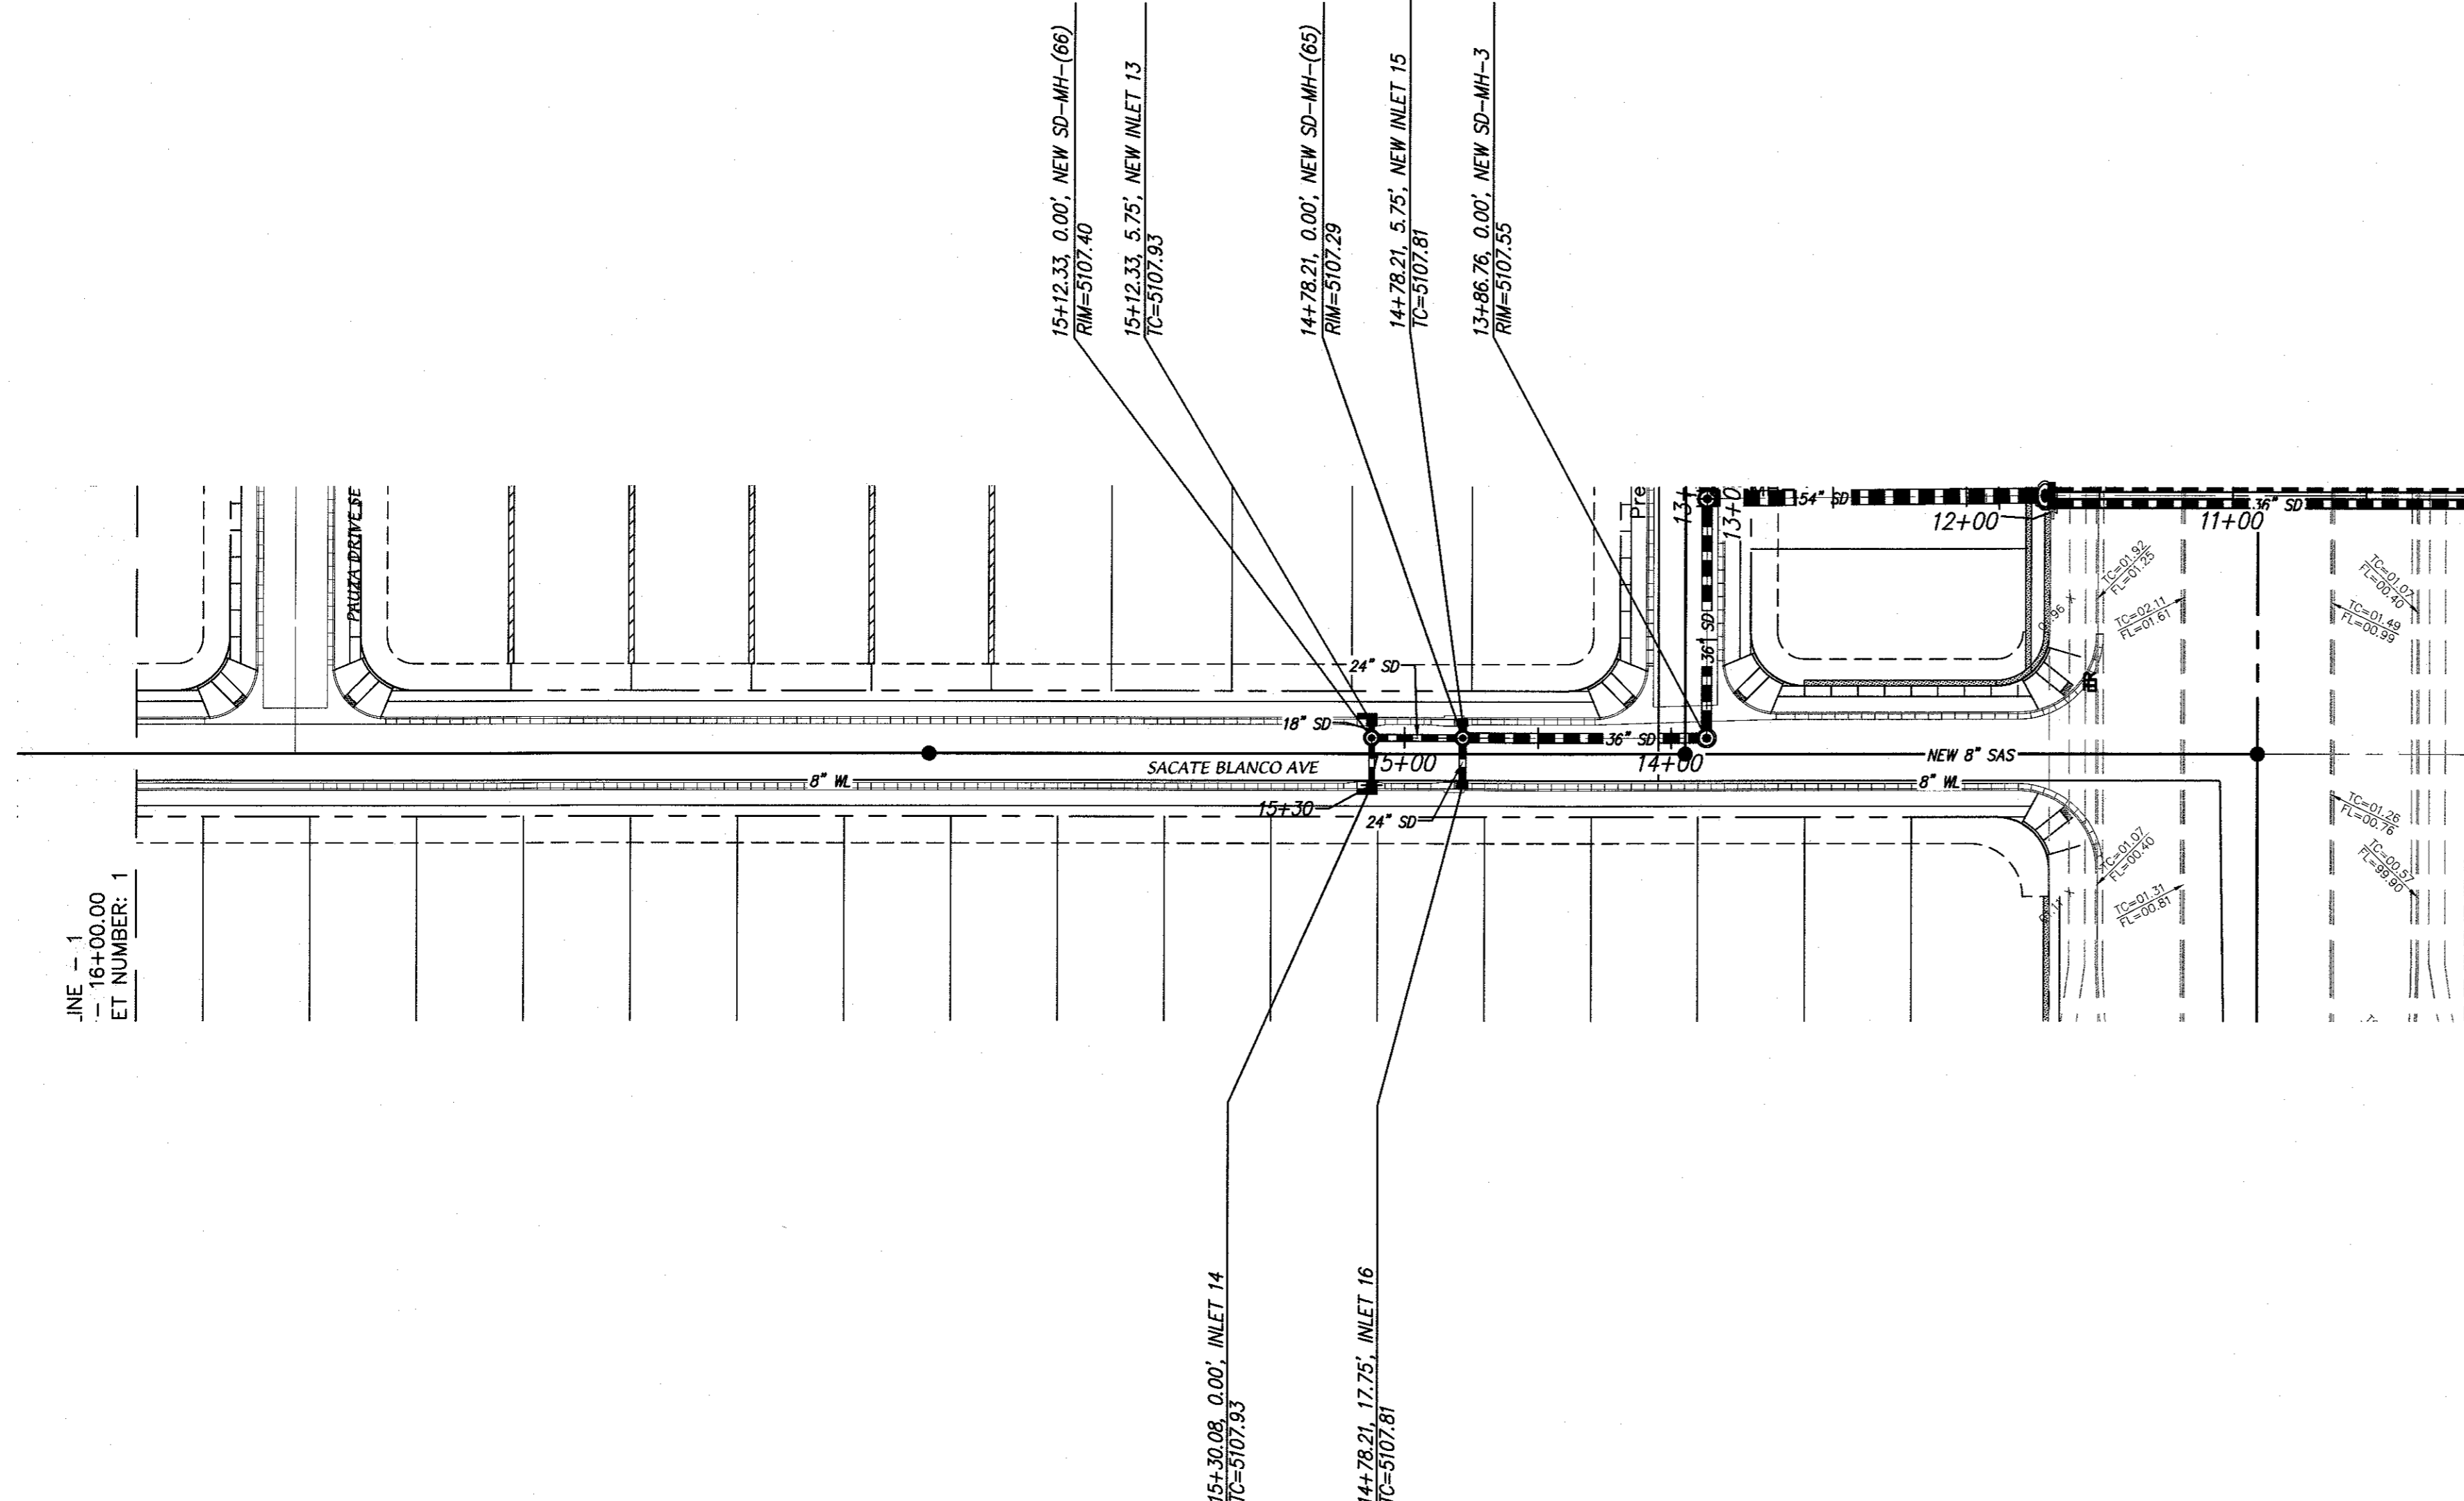 15+12.33, 0.00', NEW SD-MH-(66)
RIM=5107.40
15+12.33, 5.75', NEW INLET 13
TC=5107.93
14+78.21, 0.00', NEW SD-MH-(65)
RIM=5107.29
14+78.21, 5.75', NEW INLET 15
TC=5107.81
13+86.76, 0.00', NEW SD-MH-3
RIM=5107.55
PAUZA DRIVE SE
Pre
13+
13+0
54" SD
12+00
36" SD
11+00
36" SD
TC=01.92
FL=01.25
TC=02.11
FL=01.61
TC=01.07
FL=00.40
TC=01.49
FL=00.99
24" SD
18" SD
36" SD
15+00
14+00
NEW 8" SAS
SACATE BLANCO AVE
8" WL
8" WL
15+30
24" SD
TC=01.26
FL=00.76
TC=00.57
FL=99.90
TC=01.07
FL=00.40
TC=01.31
FL=00.81
INE - 1
- 16+00.00
ET NUMBER: 1
15+30.08, 0.00', INLET 14
TC=5107.93
14+78.21, 17.75', INLET 16
TC=5107.81